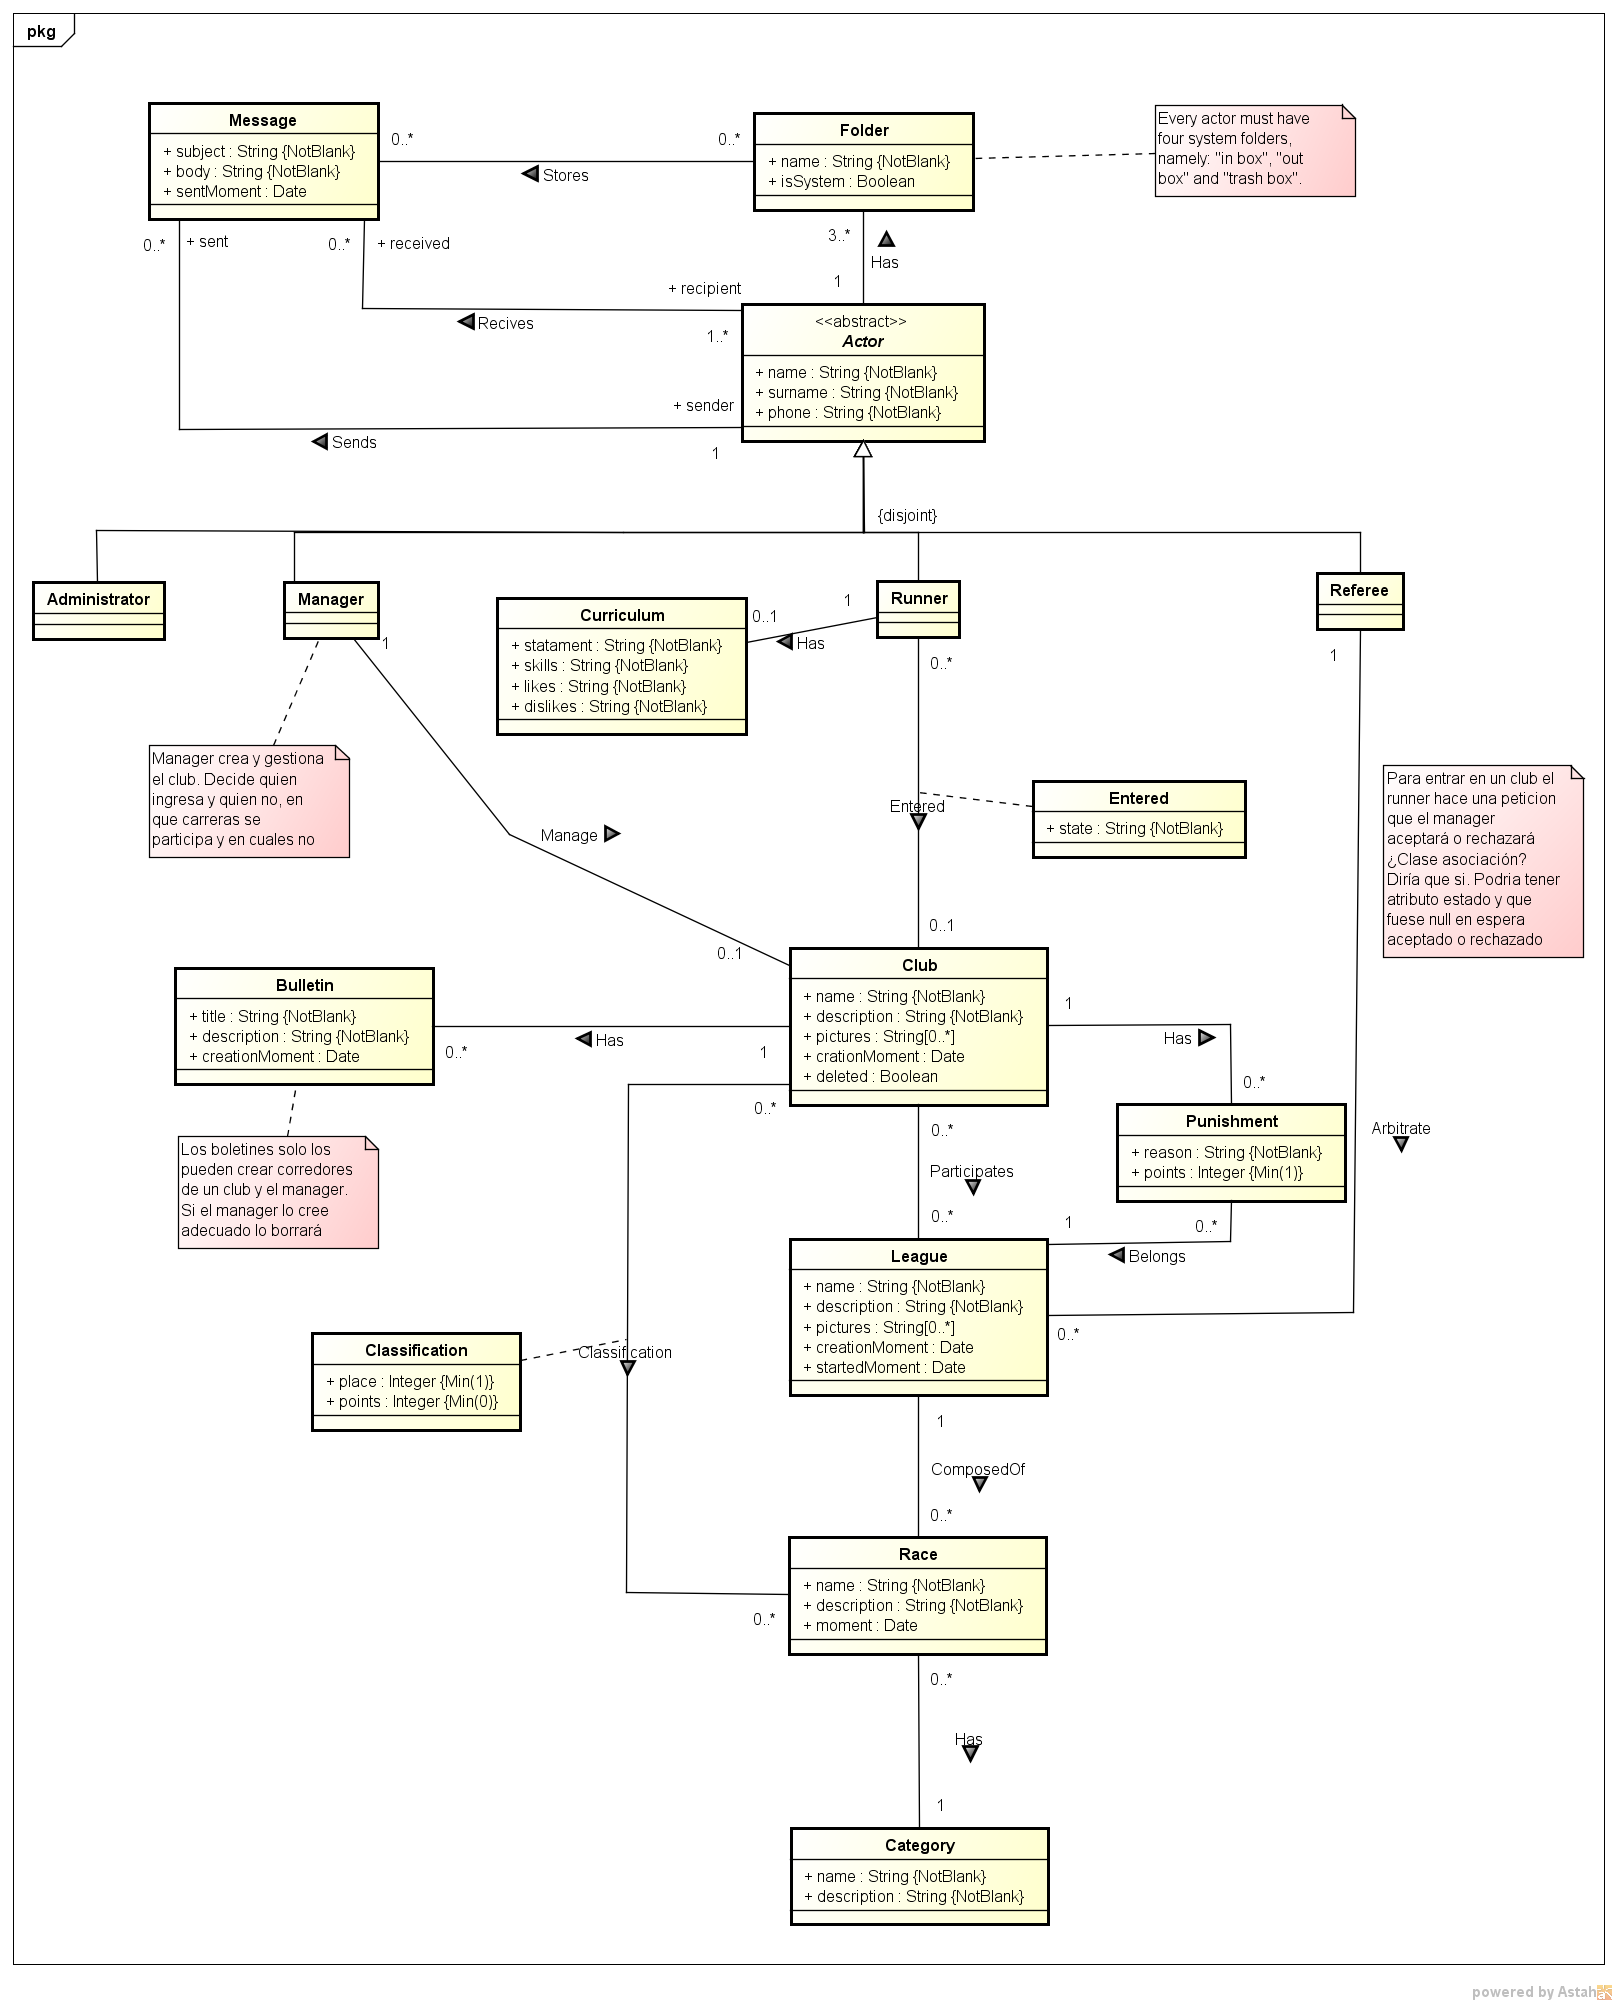 pkg
Message
+ subject : String {NotBlank}
+ body : String {NotBlank}
+ sentMoment : Date
0..*
0..*
Stores
Folder
+ name : String {NotBlank}
+ isSystem : Boolean
Every actor must have
four system folders,
namely: "in box", "out
box" and "trash box".
0..*
+ sent
0..*
+ received
3..*
Has
1
+ recipient
Recives
1..*
<<abstract>>
Actor
+ name : String {NotBlank}
+ surname : String {NotBlank}
+ phone : String {NotBlank}
+ sender
Sends
1
{disjoint}
Administrator
Manager
1
Curriculum
+ statament : String {NotBlank}
+ skills : String {NotBlank}
+ likes : String {NotBlank}
+ dislikes : String {NotBlank}
0..1
1
Has
Runner
0..*
Referee
1
Manager crea y gestiona
el club. Decide quien
ingresa y quien no, en
que carreras se
participa y en cuales no
Manage
Entered
Entered
+ state : String {NotBlank}
Para entrar en un club el
runner hace una peticion
que el manager
aceptará o rechazará
¿Clase asociación?
Diría que si. Podria tener
atributo estado y que
fuese null en espera
aceptado o rechazado
0..1
0..1
Club
+ name : String {NotBlank}
+ description : String {NotBlank}
+ pictures : String[0..*]
+ crationMoment : Date
+ deleted : Boolean
Bulletin
+ title : String {NotBlank}
+ description : String {NotBlank}
+ creationMoment : Date
0..*
Has
1
1
Has
0..*
0..*
0..*
Los boletines solo los
pueden crear corredores
de un club y el manager.
Si el manager lo cree
adecuado lo borrará
Participates
0..*
Punishment
+ reason : String {NotBlank}
+ points : Integer {Min(1)}
Arbitrate
1
0..*
Belongs
League
+ name : String {NotBlank}
+ description : String {NotBlank}
+ pictures : String[0..*]
+ creationMoment : Date
+ startedMoment : Date
0..*
Classification
+ place : Integer {Min(1)}
+ points : Integer {Min(0)}
Classification
1
ComposedOf
0..*
Race
+ name : String {NotBlank}
+ description : String {NotBlank}
+ moment : Date
0..*
0..*
Has
1
Category
+ name : String {NotBlank}
+ description : String {NotBlank}
powered by Astah